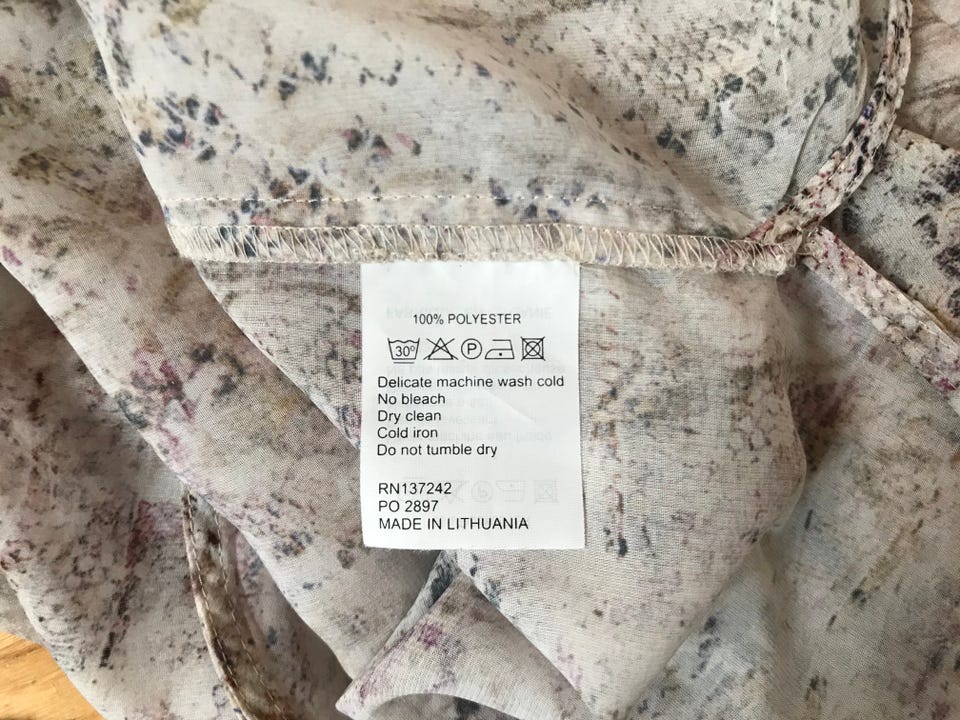 100% POLYESTER
30° P
Delicate machine wash cold
No bleach
Dry clean
Cold iron
Do not tumble dry
RN137242
PO 2897
MADE IN LITHUANIA